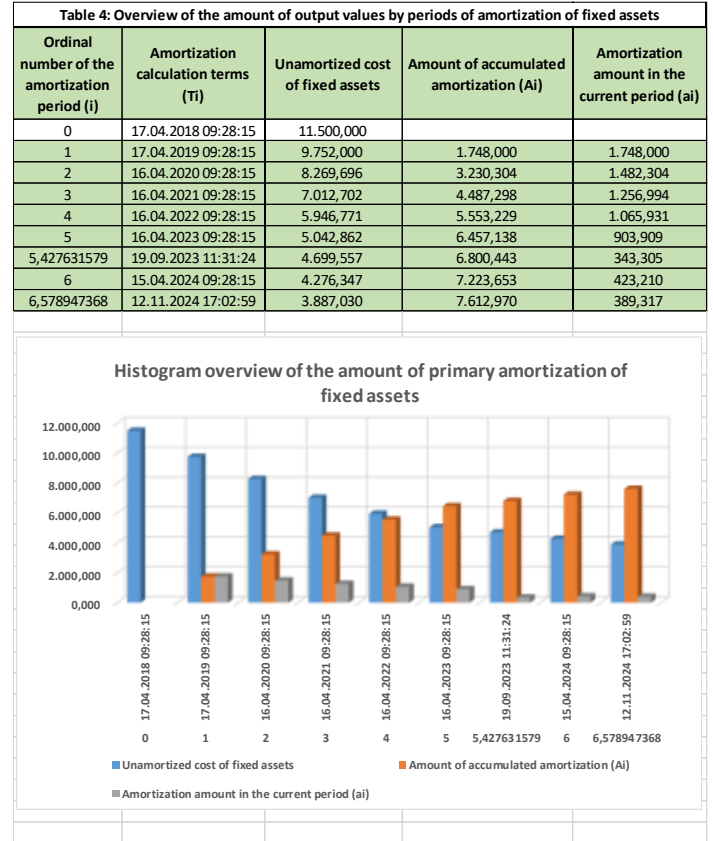 Table 4: Overview of the amount of output values by periods of amortization of fixed assets
Ordinal number of the amortization period (i) Amortization calculation terms (Ti) Unamortized cost of fixed assets Amount of accumulated amortization (Ai) Amortization amount in the current period (ai)
0 17.04.2018 09:28:15 11.500,000
1 17.04.2019 09:28:15 9.752,000 1.748,000 1.748,000
2 16.04.2020 09:28:15 8.269,696 3.230,304 1.482,304
3 16.04.2021 09:28:15 7.012,702 4.487,298 1.256,994
4 16.04.2022 09:28:15 5.946,771 5.553,229 1.065,931
5 16.04.2023 09:28:15 5.042,862 6.457,138 903,909
5,427631579 19.09.2023 11:31:24 4.699,557 6.800,443 343,305
6 15.04.2024 09:28:15 4.276,347 7.223,653 423,210
6,578947368 12.11.2024 17:02:59 3.887,030 7.612,970 389,317
Histogram overview of the amount of primary amortization of
fixed assets
12.000,000
10.000,000
8.000,000
6.000,000
4.000,000
2.000,000
0,000
17.04.2018 09:28:15
17.04.2019 09:28:15
16.04.2020 09:28:15
16.04.2021 09:28:15
16.04.2022 09:28:15
16.04.2023 09:28:15
19.09.2023 11:31:24
15.04.2024 09:28:15
12.11.2024 17:02:59
0 1 2 3 4 5 5,427631579 6 6,578947368
Unamortized cost of fixed assets Amount of accumulated amortization (Ai)
Amortization amount in the current period (ai)